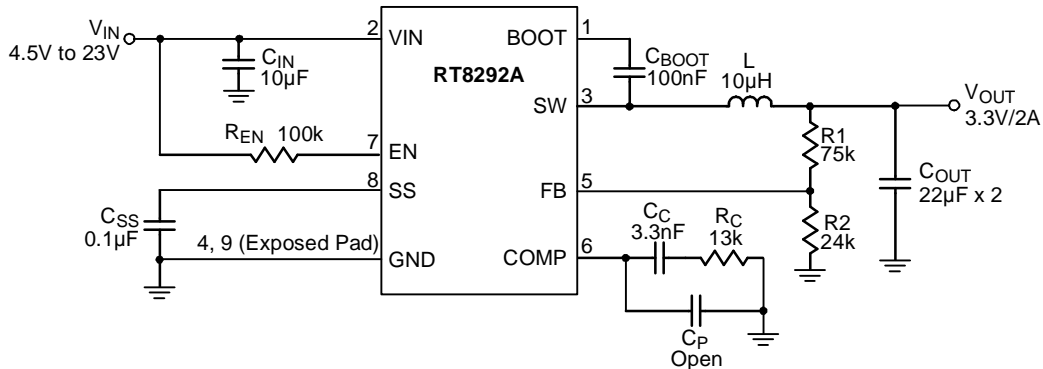 VIN
4.5V to 23V
2
VIN
CIN
10µF
RT8292A
BOOT
1
CBOOT
100nF
L
10µH
SW
3
VOUT
3.3V/2A
REN 100k
7
EN
R1
75k
8
SS
FB
5
COUT
22µF x 2
CSS
0.1µF
R2
24k
4, 9 (Exposed Pad)
GND
COMP
6
CC
3.3nF
RC
13k
CP
Open